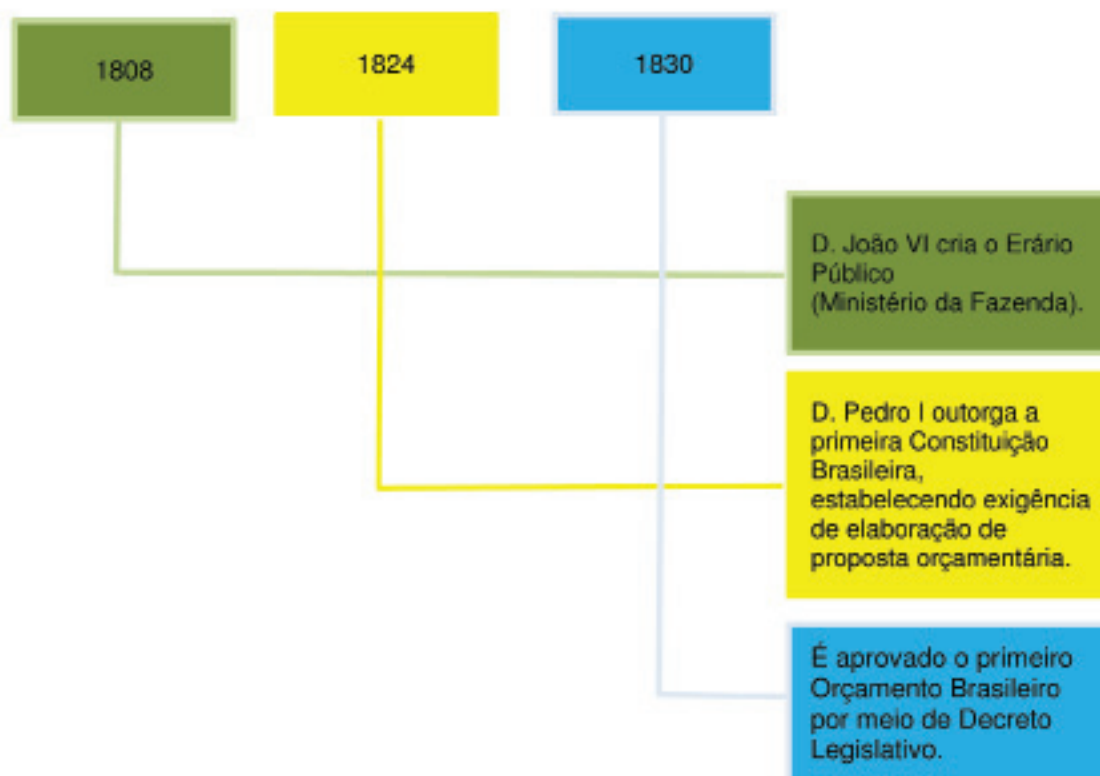 1808
1824
1830
D. João VI cria o Erário
Público
(Ministério da Fazenda).
D. Pedro I outorga a
primeira Constituição
Brasileira,
estabelecendo exigência
de elaboração de
proposta orçamentária.
É aprovado o primeiro
Orçamento Brasileiro
por meio de Decreto
Legislativo.